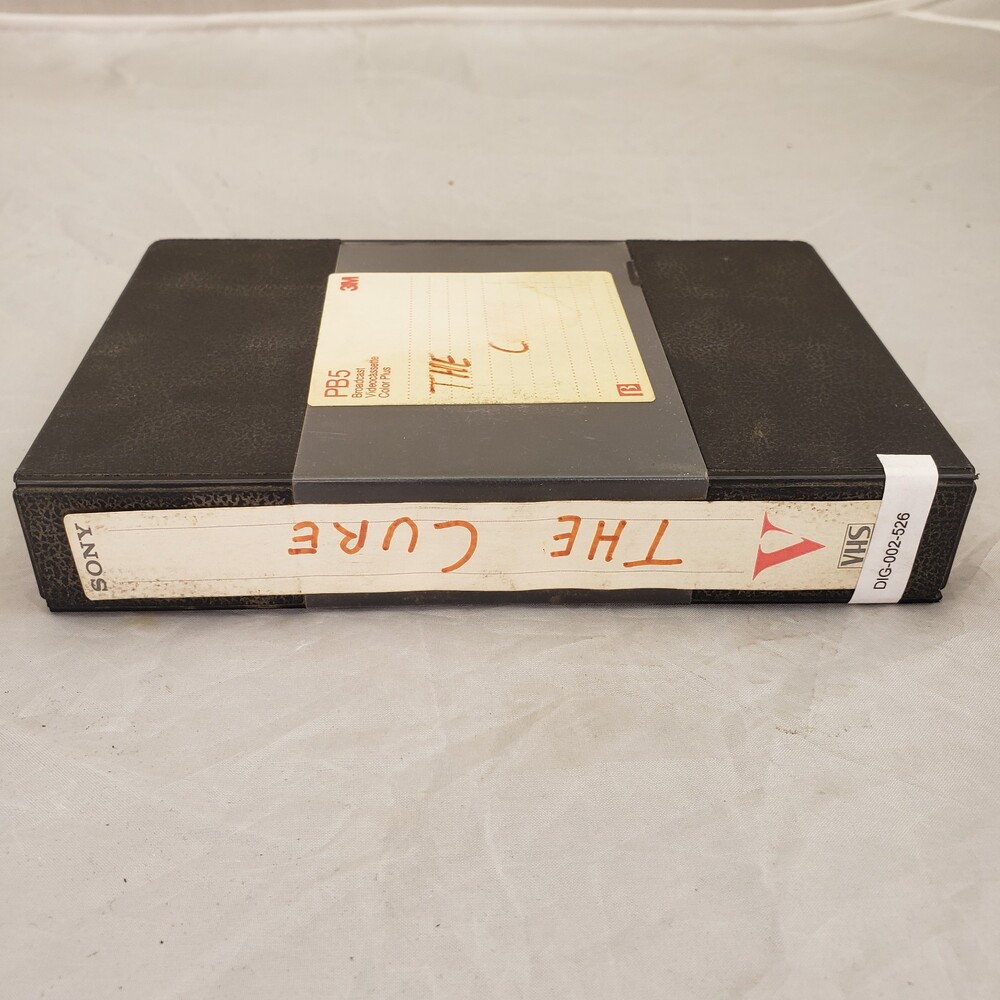 3M
PB5
Broadcast
Videocassette
Color Plus
THE C
SONY
THE CURE
V
VHS
DIG-002-526